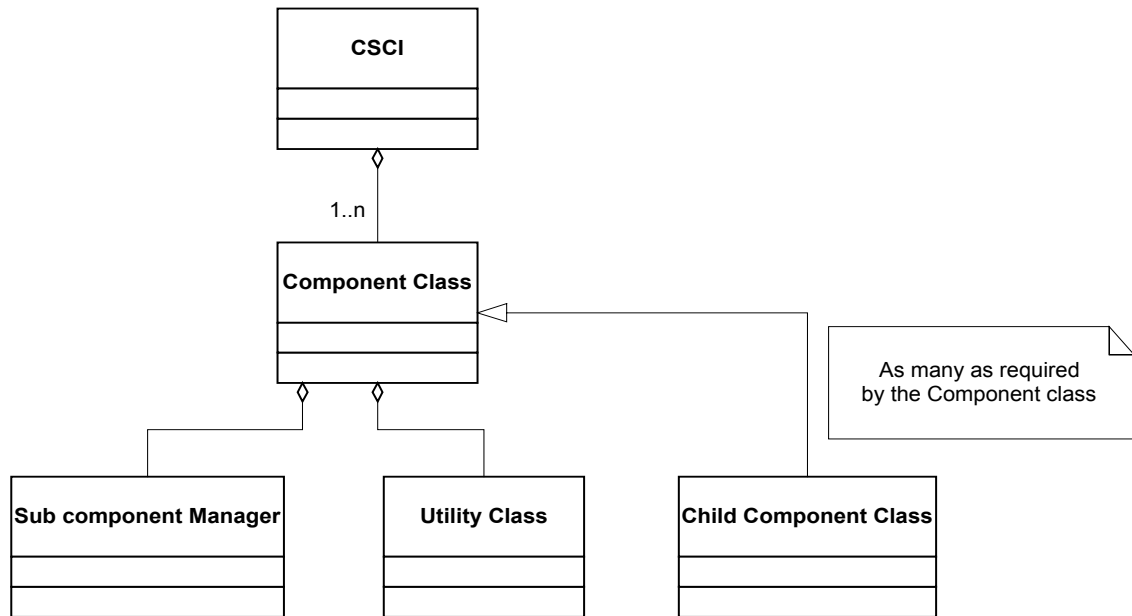 CSCI
1..n
Component Class
As many as required
by the Component class
Sub component Manager
Utility Class
Child Component Class